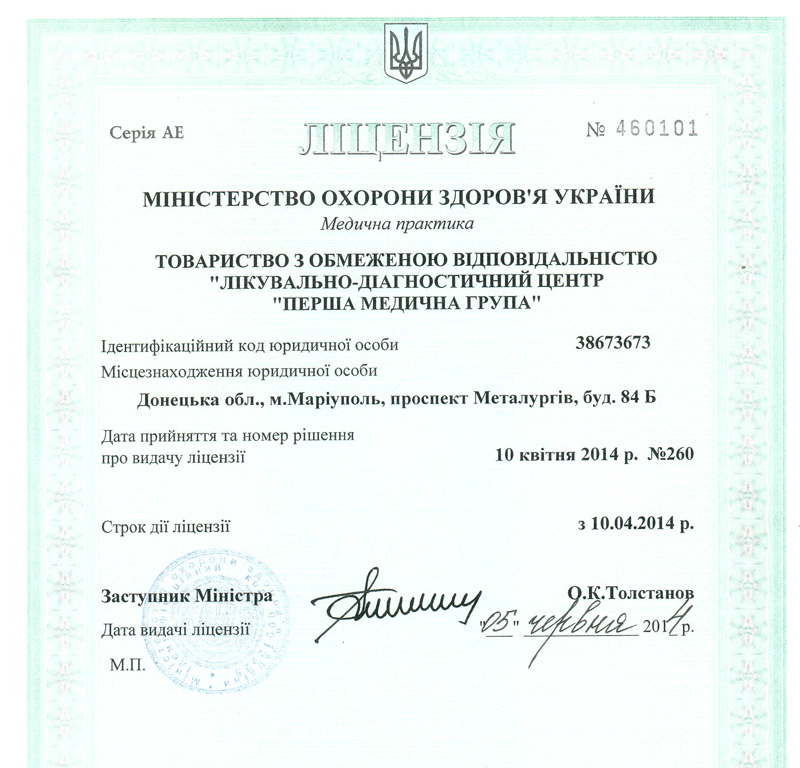 Серія АЕ
ЛІЦЕНЗІЯ
№ 460101
МІНІСТЕРСТВО ОХОРОНИ ЗДОРОВ'Я УКРАЇНИ
Медична практика
ТОВАРИСТВО З ОБМЕЖЕНОЮ ВІДПОВІДАЛЬНІСТЮ
"ЛІКУВАЛЬНО-ДІАГНОСТИЧНИЙ ЦЕНТР
"ПЕРША МЕДИЧНА ГРУПА"
Ідентифікаційний код юридичної особи 38673673
Місцезнаходження юридичної особи
Донецька обл., м.Маріуполь, проспект Металургів, буд. 84 Б
Дата прийняття та номер рішення
про видачу ліцензії 10 квітня 2014 р. №260
Строк дії ліцензії з 10.04.2014 р.
Заступник Міністра О.К.Толстанов
Дата видачі ліцензії "05" червня 2014 р.
М.П.